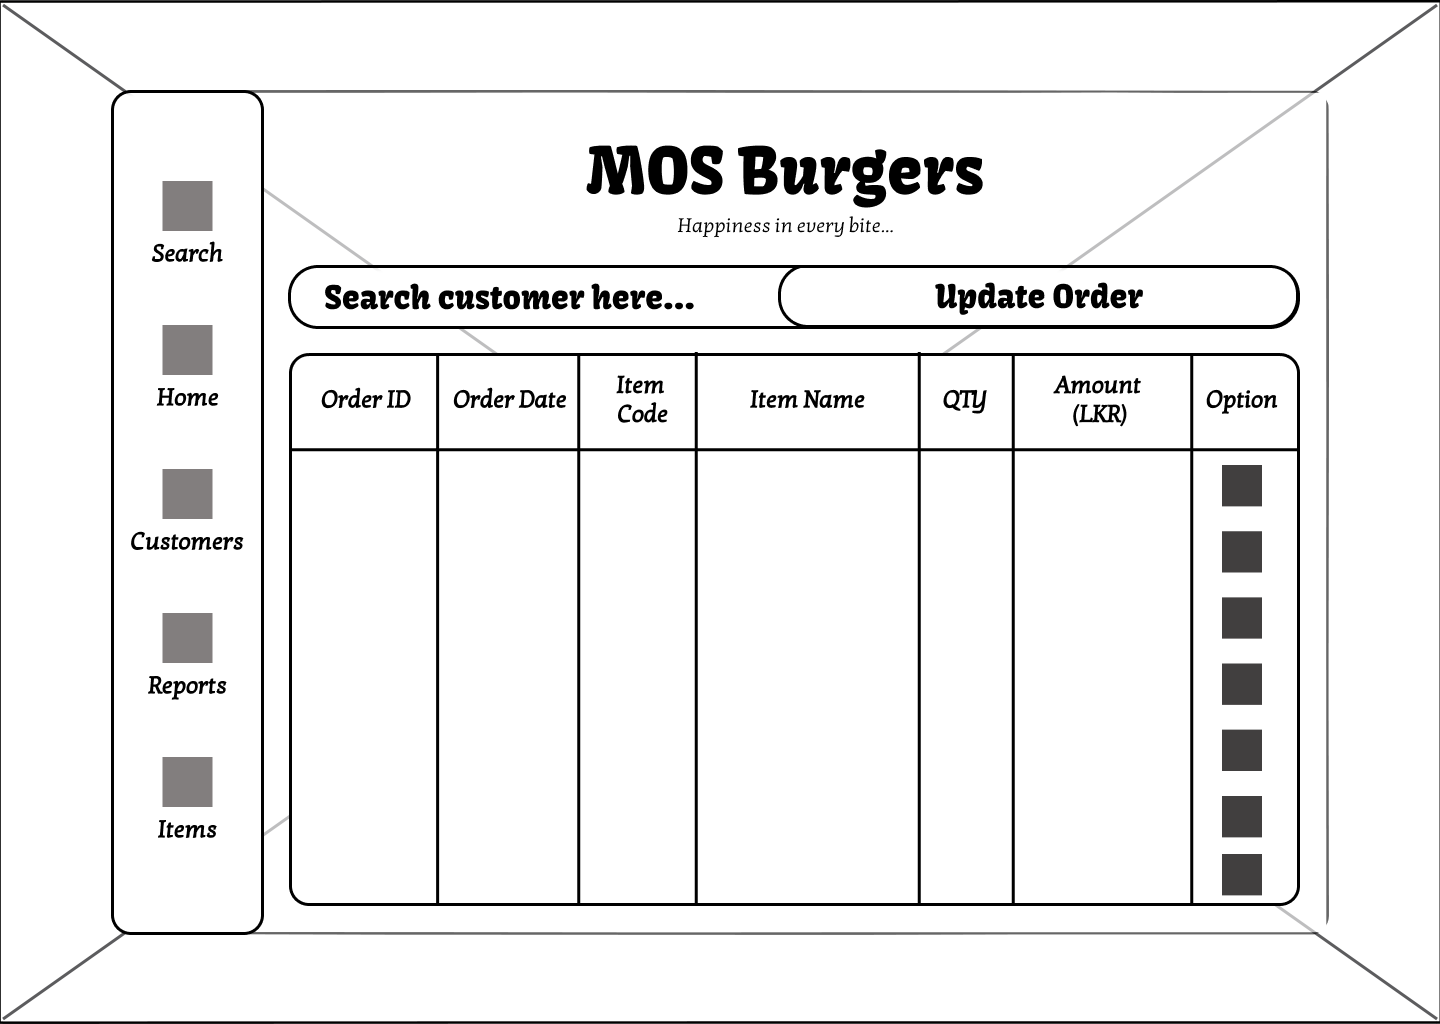 MOS Burgers
Happiness in every bite...
Search
Home
Customers
Reports
Items
Search customer here...
Update Order
Order ID
Order Date
Item
Code
Item Name
QTY
Amount
(LKR)
Option